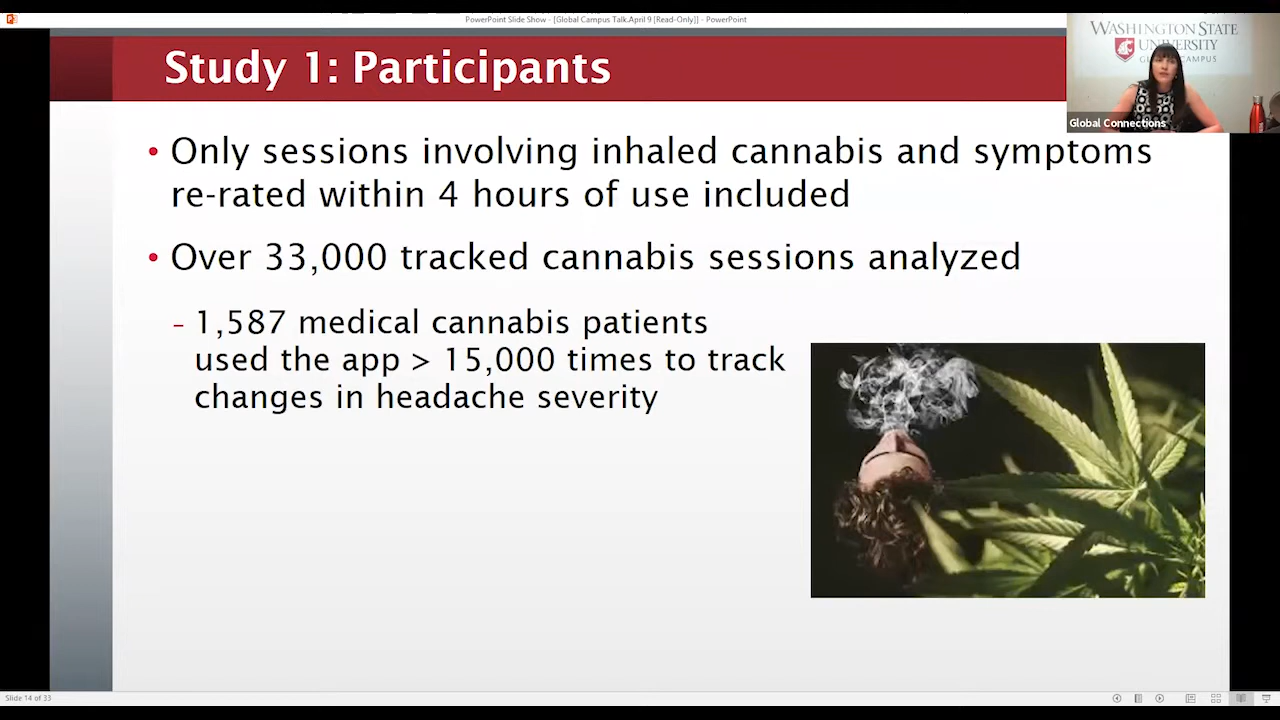 PowerPoint Slide Show - [Global Campus Talk.April 9 [Read-Only]] - PowerPoint
WASHINGTON STATE
UNIVERSITY
GLOBAL CAMPUS
Global Connections
Study 1: Participants
• Only sessions involving inhaled cannabis and symptoms
re-rated within 4 hours of use included
• Over 33,000 tracked cannabis sessions analyzed
– 1,587 medical cannabis patients
used the app > 15,000 times to track
changes in headache severity
Slide 14 of 33